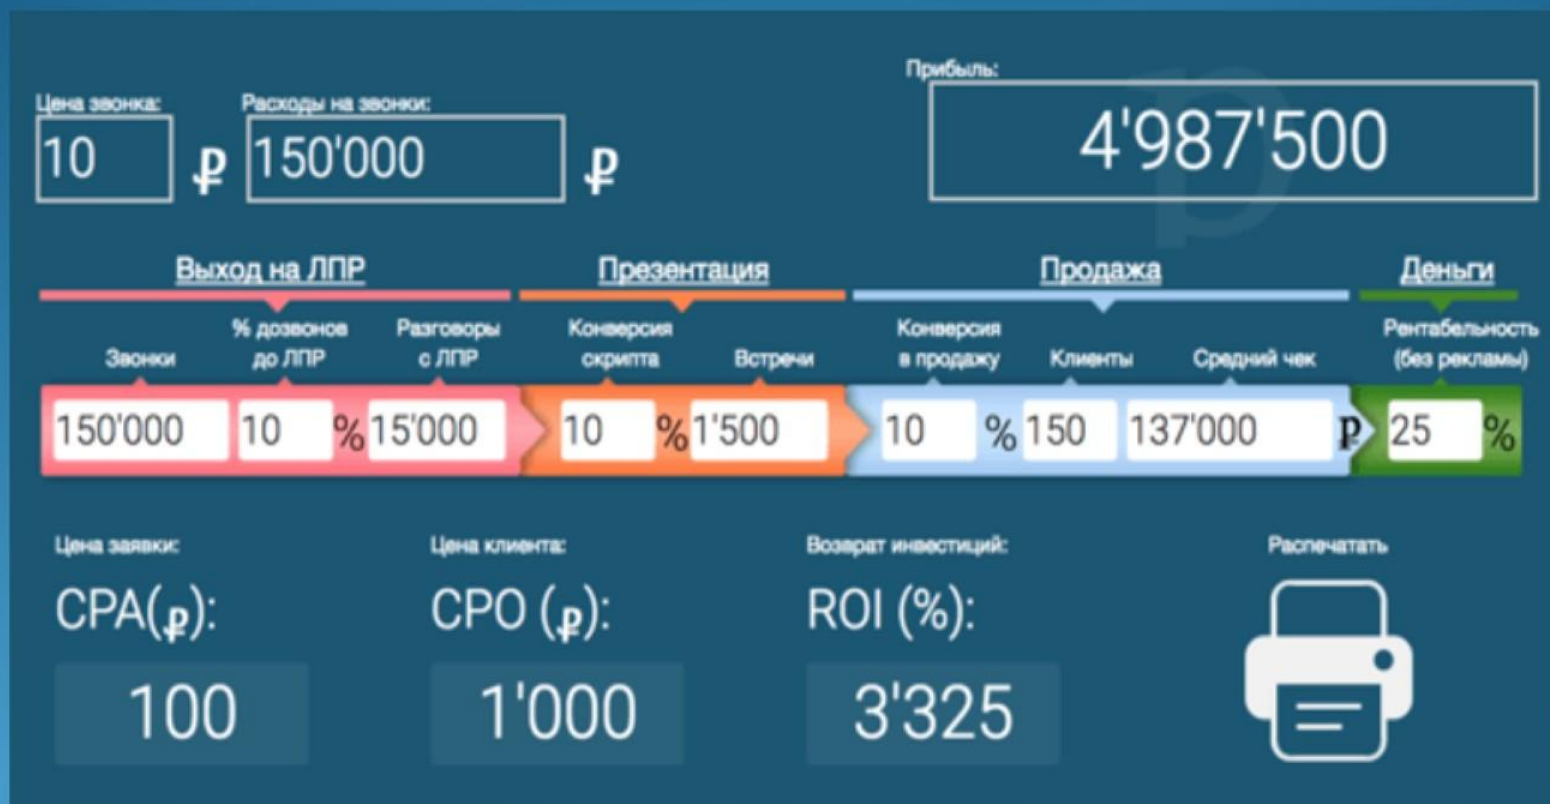 Прибыль:
Цена звонка: Расходы на звонки:
10 ₽ 150'000 ₽
4'987'500
Выход на ЛПР Презентация Продажа Деньги
Звонки % дозвонов до ЛПР Разговоры с ЛПР Конверсия скрипта Встречи Конверсия в продажу Клиенты Средний чек Рентабельность (без рекламы)
150'000 10 % 15'000 10 % 1'500 10 % 150 137'000 ₽ 25 %
Цена заявки: Цена клиента: Возврат инвестиций: Распечатать
CPA(₽): CPO (₽): ROI (%):
100 1'000 3'325